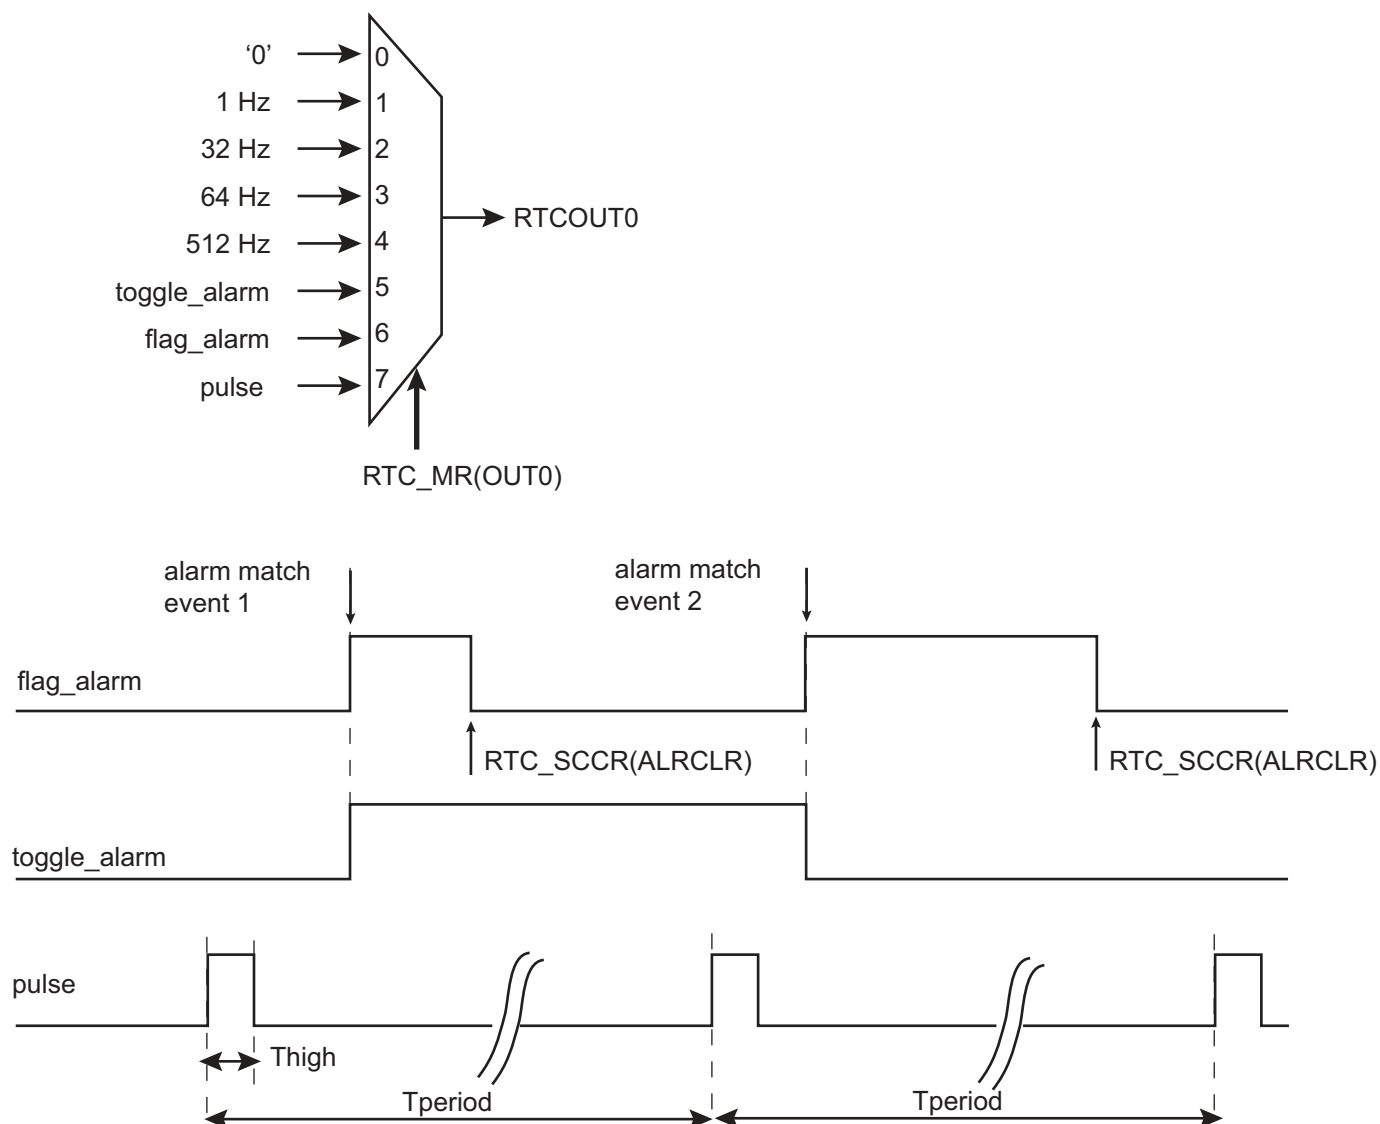 ‘0’ 0
1 Hz 1
32 Hz 2
64 Hz 3
512 Hz 4
toggle_alarm 5
flag_alarm 6
pulse 7
RTCOUT0
RTC_MR(OUT0)
alarm match
event 1
alarm match
event 2
flag_alarm
RTC_SCCR(ALRCLR)
RTC_SCCR(ALRCLR)
toggle_alarm
pulse
Thigh
Tperiod
Tperiod